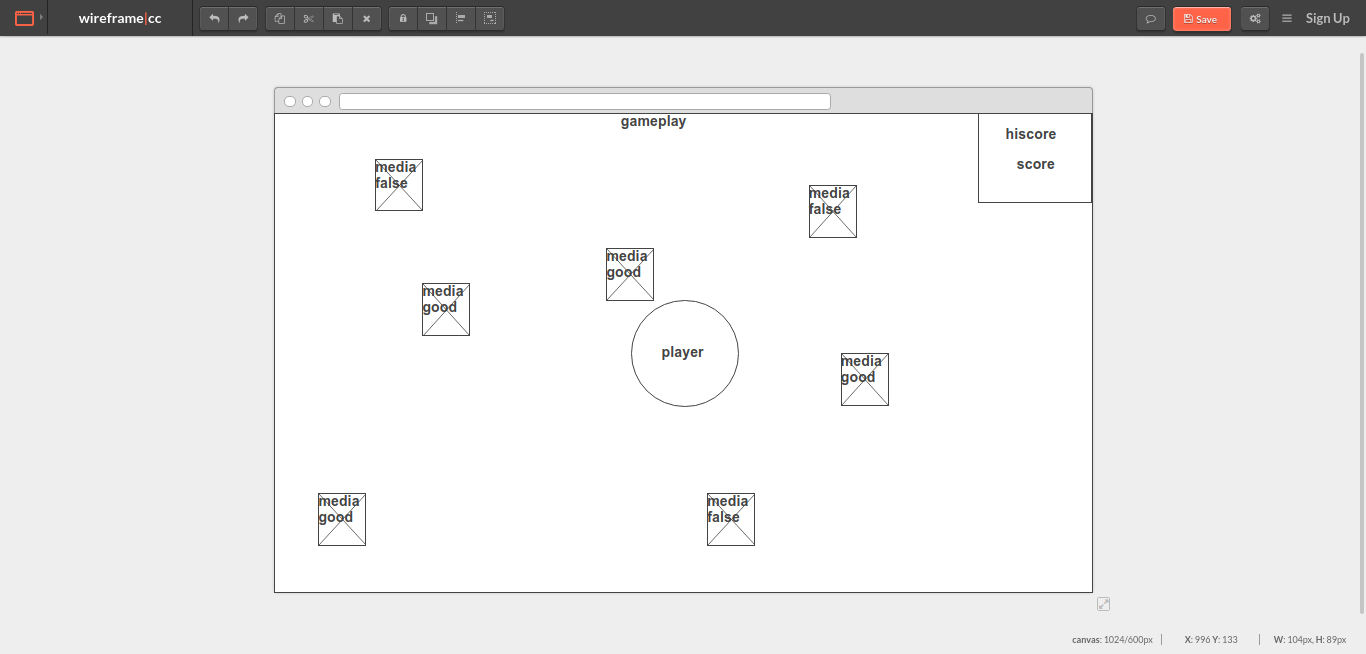 wireframe|cc
Save
Sign Up
gameplay
hiscore
score
media
false
media
false
media
good
media
good
player
media
good
media
good
media
false
canvas: 1024/600px
X: 996 Y: 133
W: 104px, H: 89px